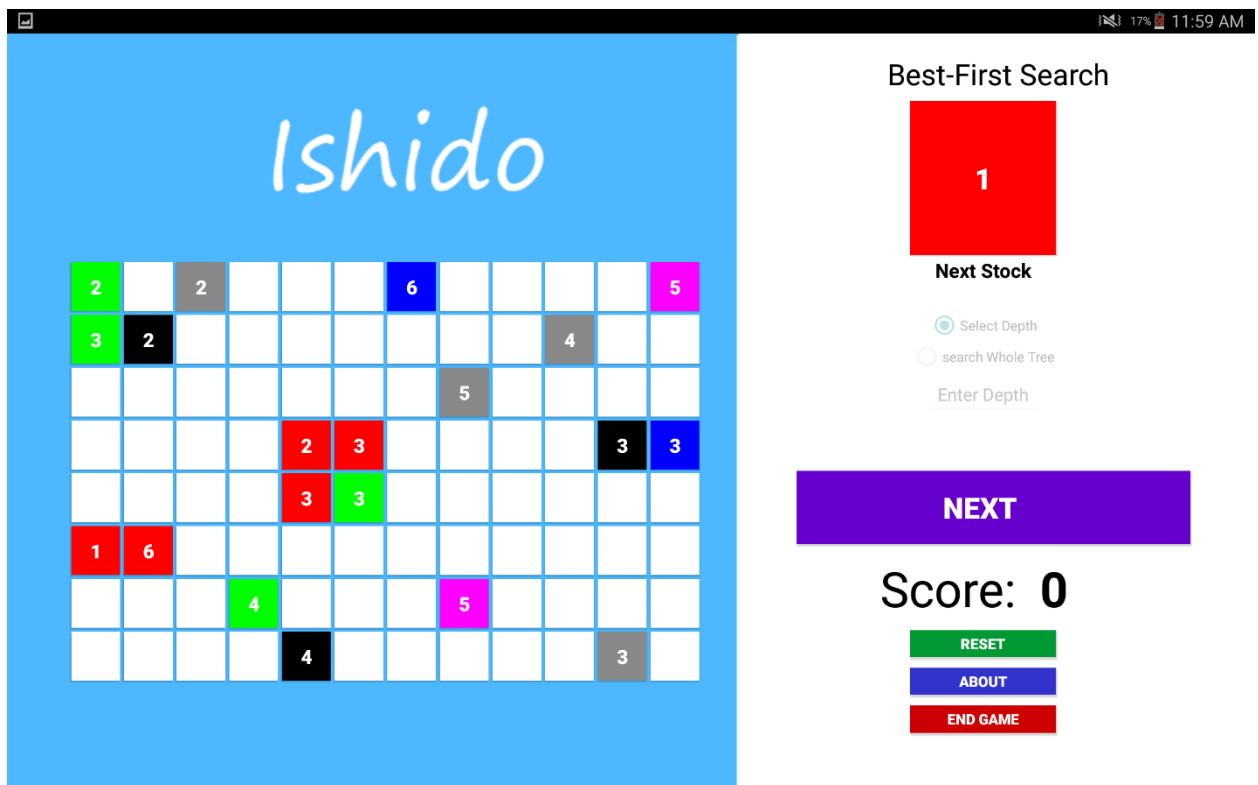 17% 11:59 AM
Ishido
2 2 6 5
3 2 4
5
2 3 3 3
3 3
1 6
4 5
4 3
Best-First Search
1
Next Stock
Select Depth
search Whole Tree
Enter Depth
NEXT
Score: 0
RESET
ABOUT
END GAME